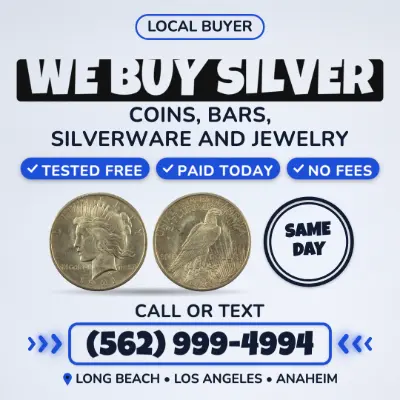 LOCAL BUYER
WE BUY SILVER
COINS, BARS,
SILVERWARE AND JEWELRY
TESTED FREE
PAID TODAY
NO FEES
SAME
DAY
CALL OR TEXT
(562) 999-4994
LONG BEACH • LOS ANGELES • ANAHEIM